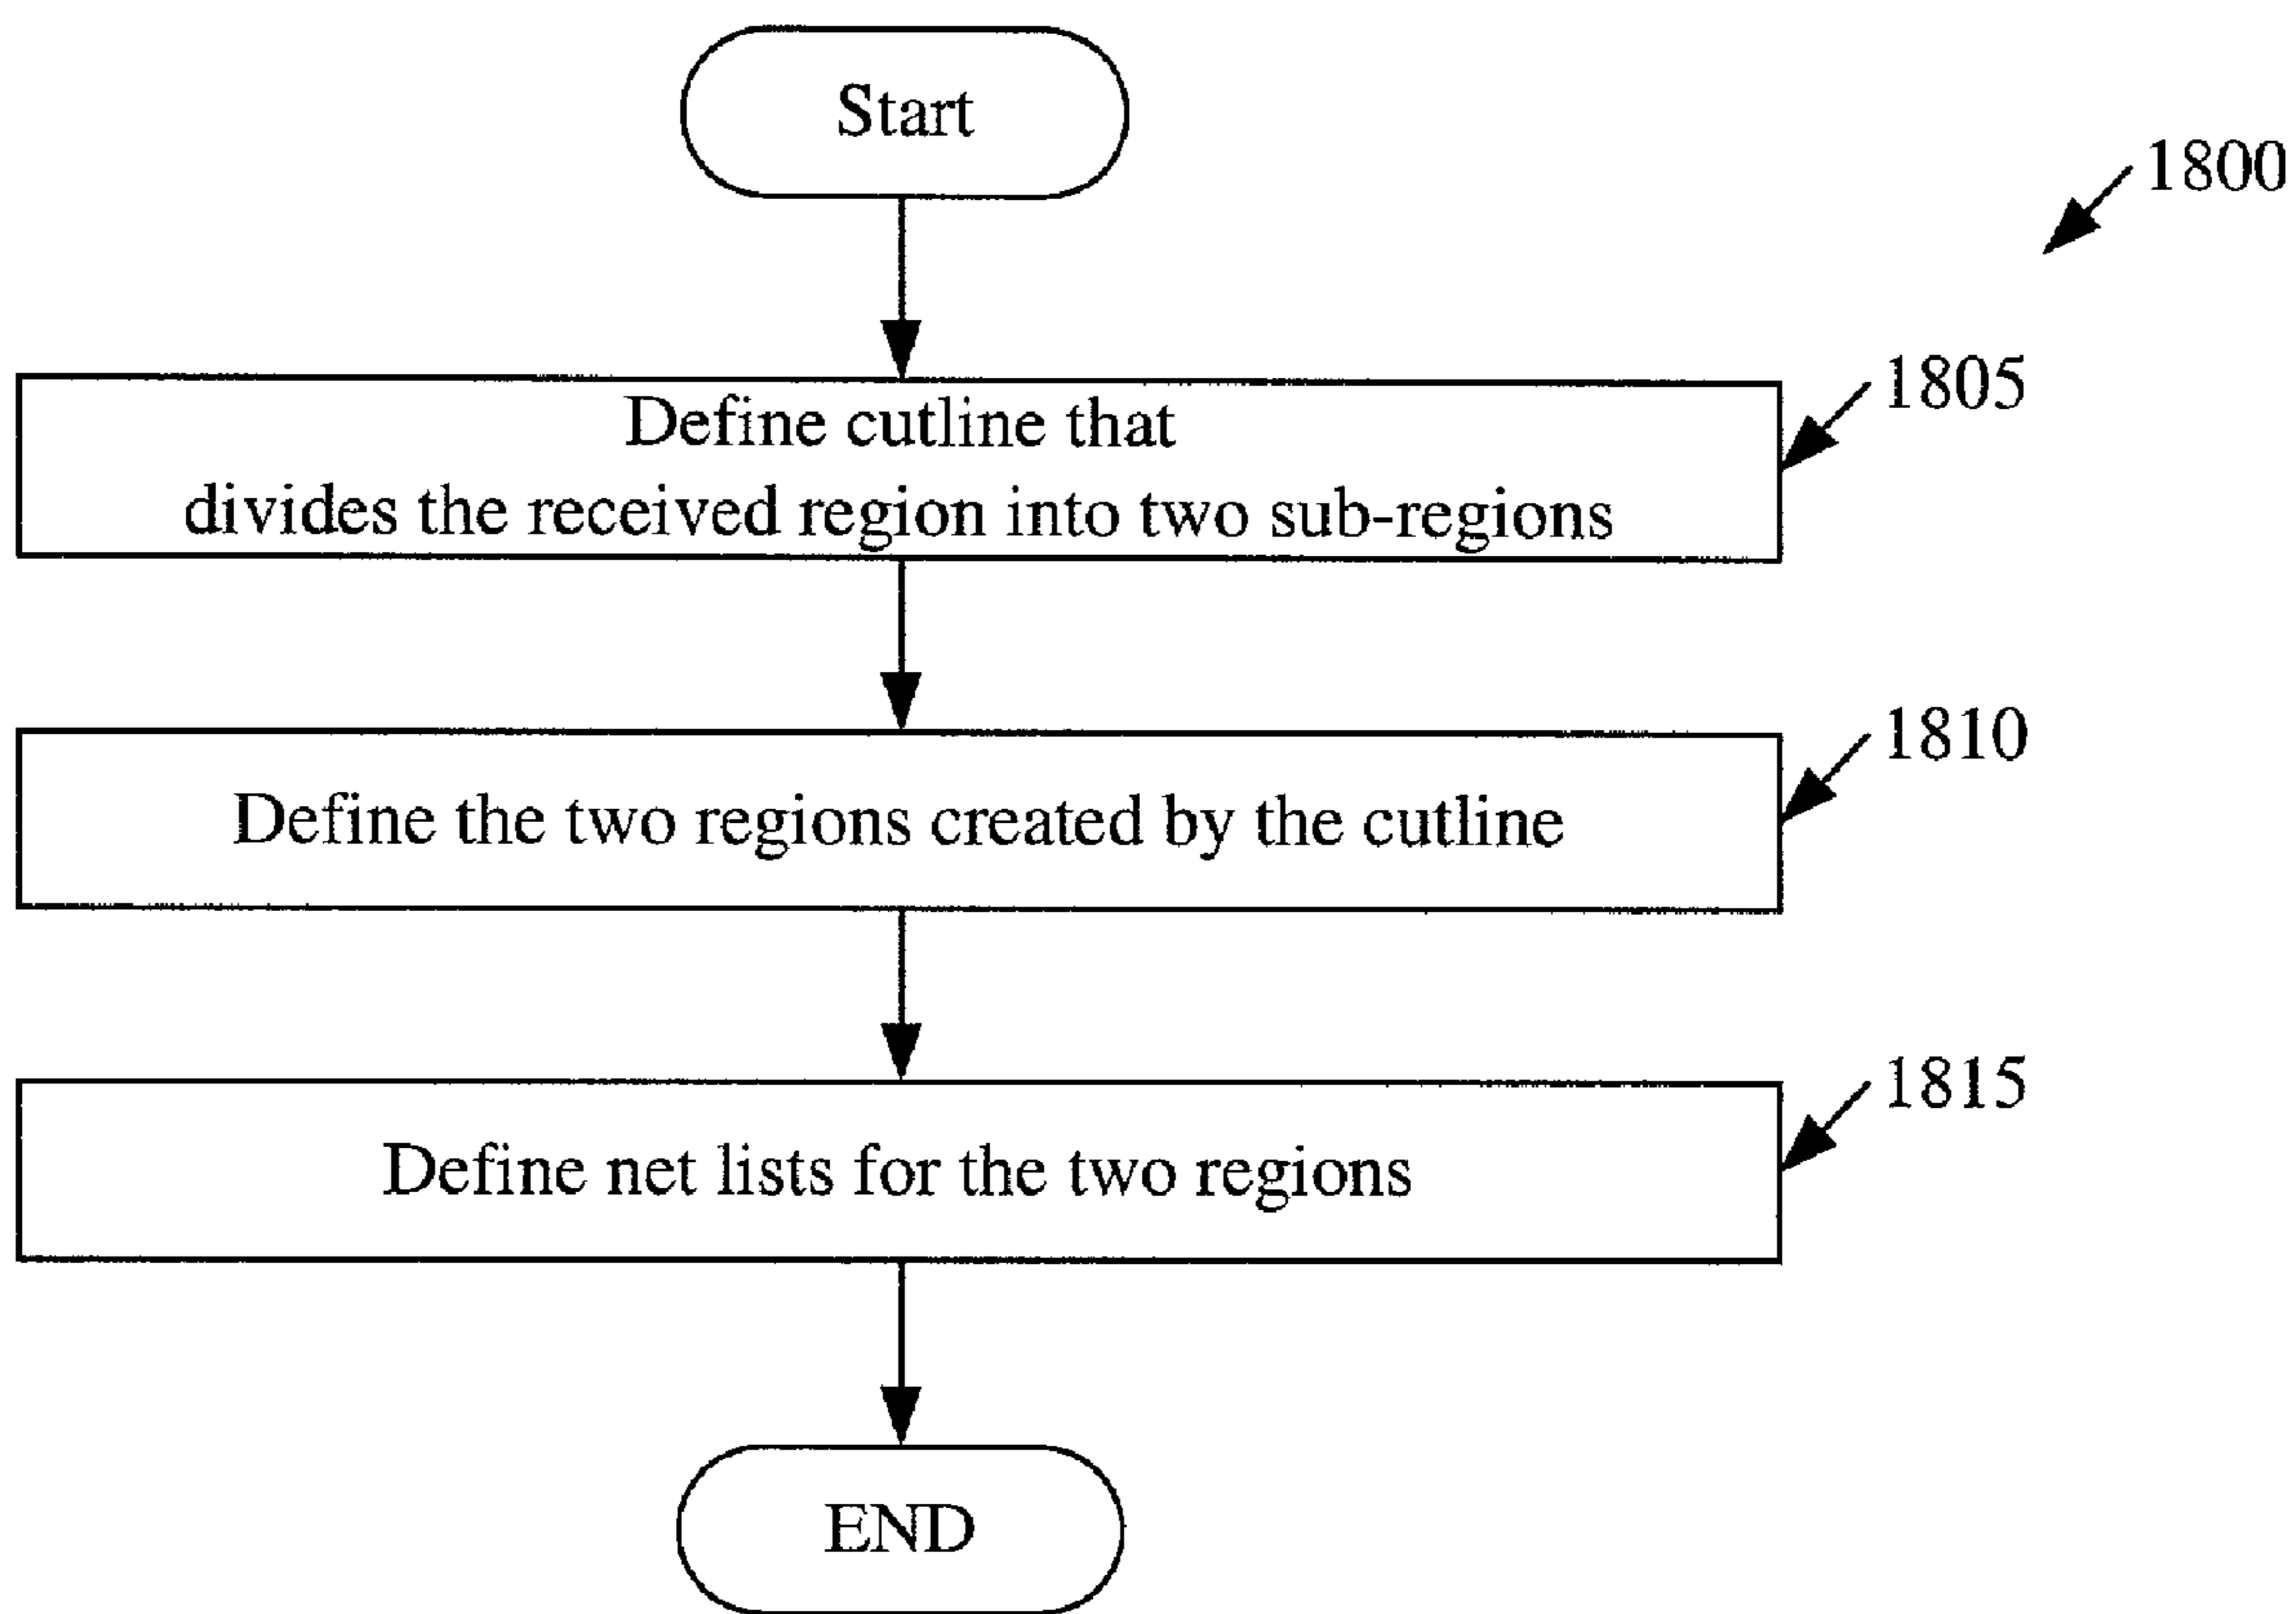 Start
1800
1805
Define cutline that
divides the received region into two sub-regions
1810
Define the two regions created by the cutline
1815
Define net lists for the two regions
END